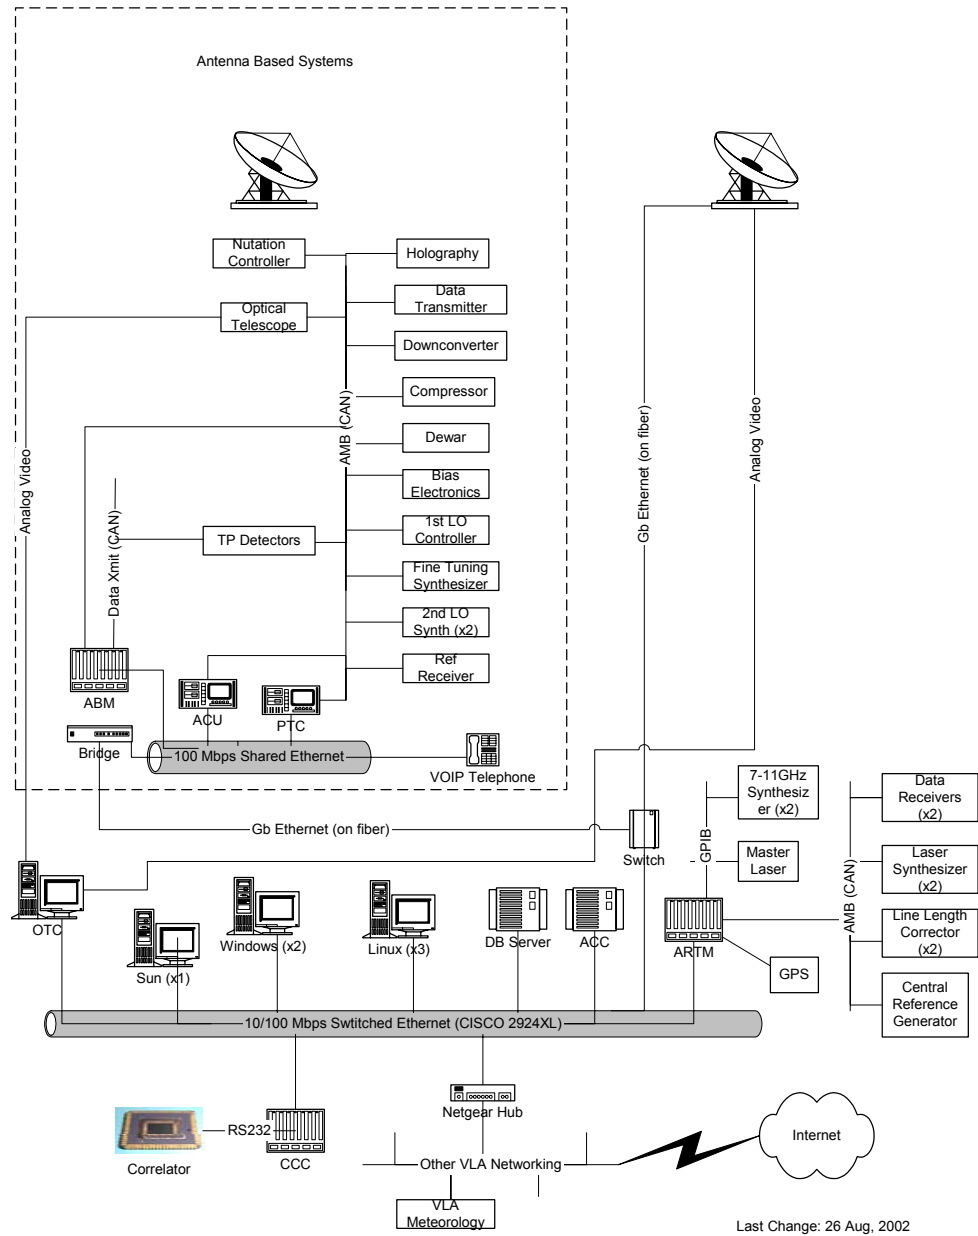 Antenna Based Systems
Nutation
Controller
Holography
Data
Transmitter
Optical
Telescope
Downconverter
Compressor
AMB (CAN)
Dewar
Bias
Electronics
1st LO
Controller
TP Detectors
Fine Tuning
Synthesizer
2nd LO
Synth (x2)
Ref
Receiver
Analog Video
Data Xmit (CAN)
Gb Ethernet (on fiber)
Analog Video
ABM
ACU
PTC
Bridge
100 Mbps Shared Ethernet
VOIP Telephone
Gb Ethernet (on fiber)
Switch
GPIB
7-11GHz
Synthesiz
er (x2)
Master
Laser
AMB (CAN)
Data
Receivers
(x2)
Laser
Synthesizer
(x2)
Line Length
Corrector
(x2)
Central
Reference
Generator
OTC
Sun (x1)
Windows (x2)
Linux (x3)
DB Server
ACC
ARTM
GPS
10/100 Mbps Swtitched Ethernet (CISCO 2924XL)
Netgear Hub
RS232
Correlator
CCC
Other VLA Networking
Internet
VLA
Meteorology
Last Change: 26 Aug, 2002